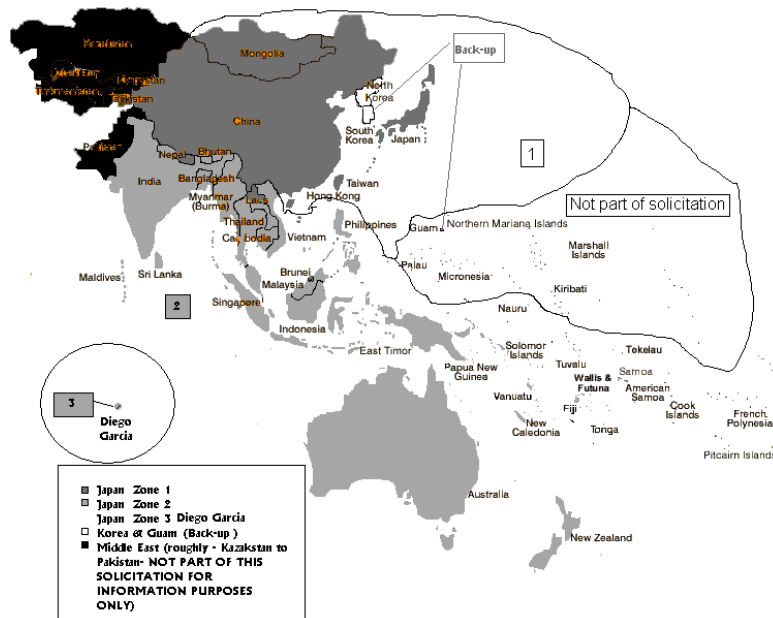 Mongolia
Back-up
North
Korea
China
South
Korea
Japan
1
Nepal
Bhutan
Taiwan
India
Bangladesh
Hong Kong
Not part of solicitation
Myanmar
(Burma)
Laos
Thailand
Philippines
Guam
Northern Mariana Islands
Vietnam
Marshall
Islands
Palau
Maldives
Sri Lanka
Brunei
Malaysia
Micronesia
Kiribati
2
Singapore
Nauru
Indonesia
East Timor
Solomor
Islands
Tokelau
Papua New
Guinea
Tuvalu
Samoa
Wallis &
Futuna
American
Samoa
3
Vanuatu
Fiji
Cook
Islands
French
Polynesia
Diego
Garcia
New
Caledonia
Tonga
Pitcairn Islands
Australia
New Zealand
Japan Zone 1
Japan Zone 2
Japan Zone 3 Diego Garcia
Korea & Guam (Back-up )
Middle East (roughly - Kazakstan to
Pakistan- NOT PART OF THIS
SOLICITATION FOR
INFORMATION PURPOSES
ONLY)